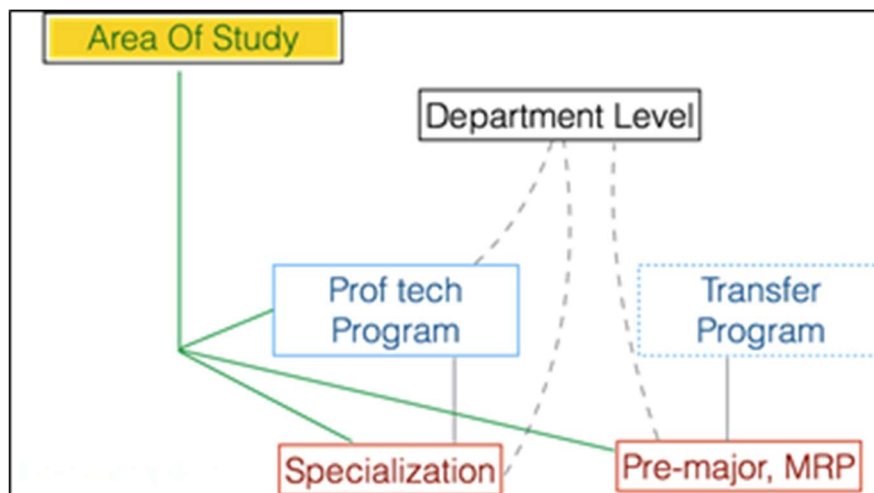 Area Of Study
Department Level
Prof tech
Program
Transfer
Program
Specialization
Pre-major, MRP